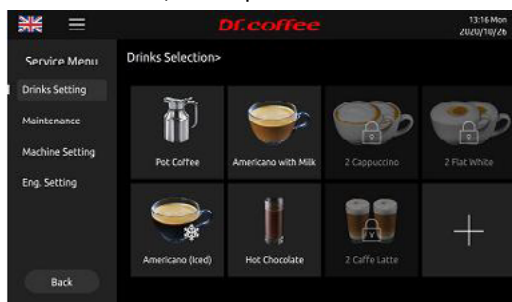 Dr.coffee
13:16 Mon
2020/10/26
Service Menu
Drinks Selection>
Drinks Setting
Maintenance
Machine Setting
Eng. Setting
Back
Pot Coffee
Americano with Milk
2 Cappuccino
2 Flat White
Americano (Iced)
Hot Chocolate
2 Caffe Latte